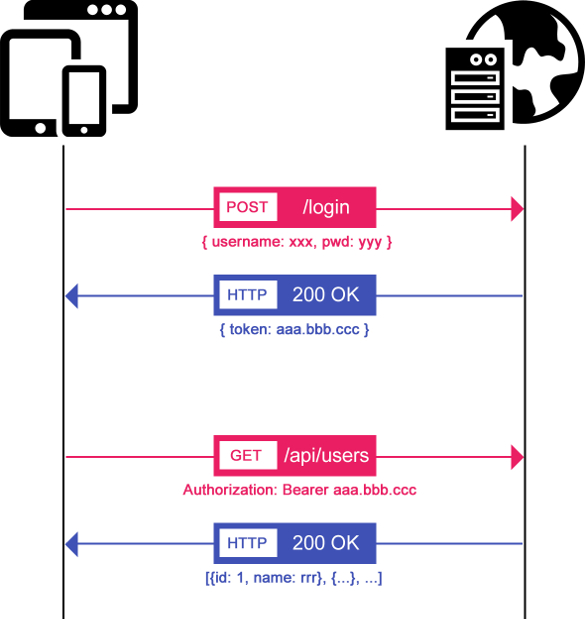 POST /login
{ username: xxx, pwd: yyy }
HTTP 200 OK
{ token: aaa.bbb.ccc }
GET /api/users
Authorization: Bearer aaa.bbb.ccc
HTTP 200 OK
[{id: 1, name: rrr}, {...}, ...]